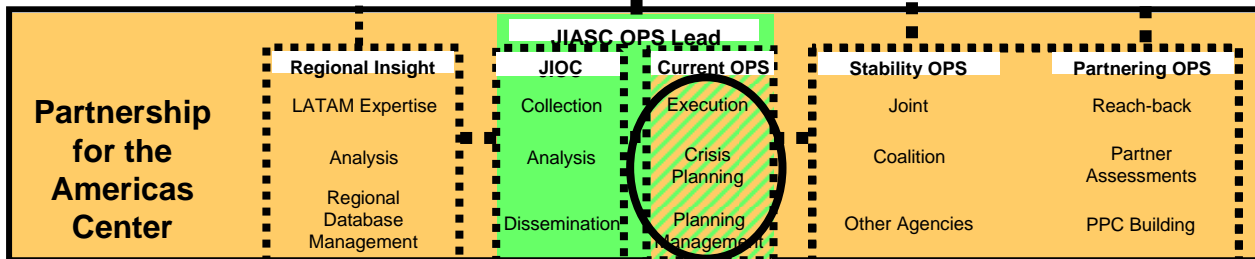 JIASC OPS Lead
Partnership
for the
Americas
Center
Regional Insight
LATAM Expertise
Analysis
Regional
Database
Management
JIOC
Collection
Analysis
Dissemination
Current OPS
Execution
Crisis
Planning
Planning
Management
Stability OPS
Joint
Coalition
Other Agencies
Partnering OPS
Reach-back
Partner
Assessments
PPC Building